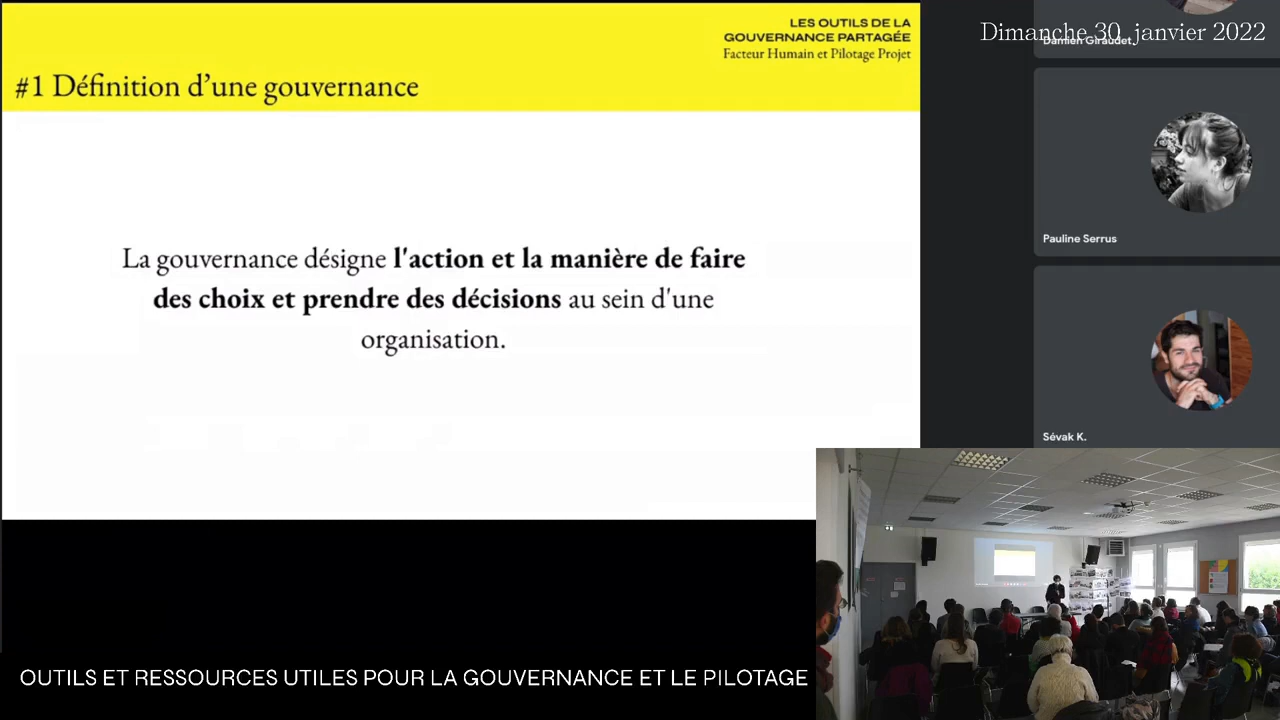 LES OUTILS DE LA
GOUVERNANCE PARTAGÉE
Facteur Humain et Pilotage Projet
#1 Définition d’une gouvernance
La gouvernance désigne l'action et la manière de faire
des choix et prendre des décisions au sein d'une
organisation.
Dimanche 30 janvier 2022
Damien Giraudet
Pauline Serrus
Sévak K.
OUTILS ET RESSOURCES UTILES POUR LA GOUVERNANCE ET LE PILOTAGE